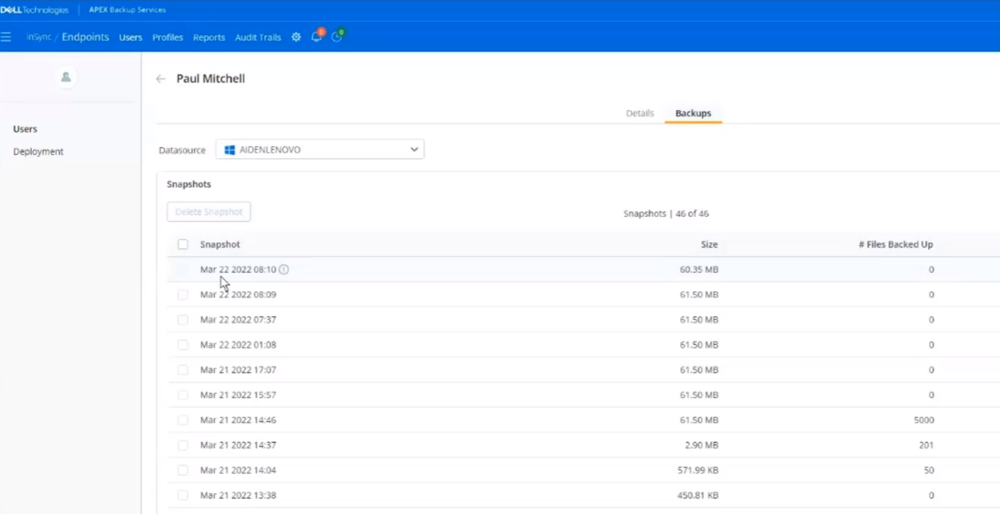 DELL Technologies | APEX Backup Services
inSync / Endpoints Users Profiles Reports Audit Trails 0 0
Paul Mitchell
Details Backups
Users
Deployment
Datasource AIDENLENOVO
Snapshots
Delete Snapshot Snapshots | 46 of 46
Snapshot Size # Files Backed Up
Mar 22 2022 08:10 60.35 MB 0
Mar 22 2022 08:09 61.50 MB 0
Mar 22 2022 07:37 61.50 MB 0
Mar 22 2022 01:08 61.50 MB 0
Mar 21 2022 17:07 61.50 MB 0
Mar 21 2022 15:57 61.50 MB 0
Mar 21 2022 14:46 61.50 MB 5000
Mar 21 2022 14:37 2.90 MB 201
Mar 21 2022 14:04 571.99 KB 50
Mar 21 2022 13:38 450.81 KB 0